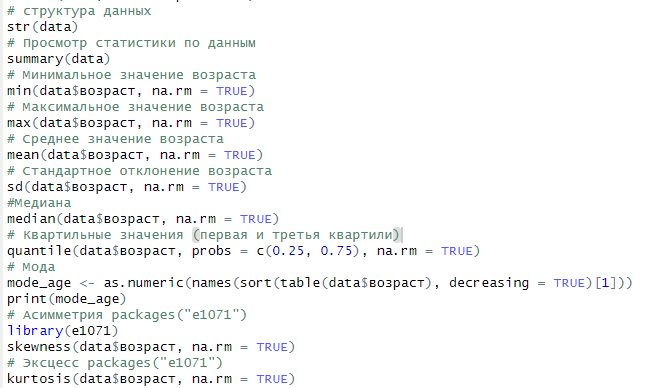 # структура данных
str(data)
# Просмотр статистики по данным
summary(data)
# Минимальное значение возраста
min(data$возраст, na.rm = TRUE)
# Максимальное значение возраста
max(data$возраст, na.rm = TRUE)
# Среднее значение возраста
mean(data$возраст, na.rm = TRUE)
# Стандартное отклонение возраста
sd(data$возраст, na.rm = TRUE)
#Медиана
median(data$возраст, na.rm = TRUE)
# Квартильные значения (первая и третья квартили)
quantile(data$возраст, probs = c(0.25, 0.75), na.rm = TRUE)
# Мода
mode_age <- as.numeric(names(sort(table(data$возраст), decreasing = TRUE)[1]))
print(mode_age)
# Асимметрия packages("e1071")
library(e1071)
skewness(data$возраст, na.rm = TRUE)
# Эксцесс packages("e1071")
kurtosis(data$возраст, na.rm = TRUE)